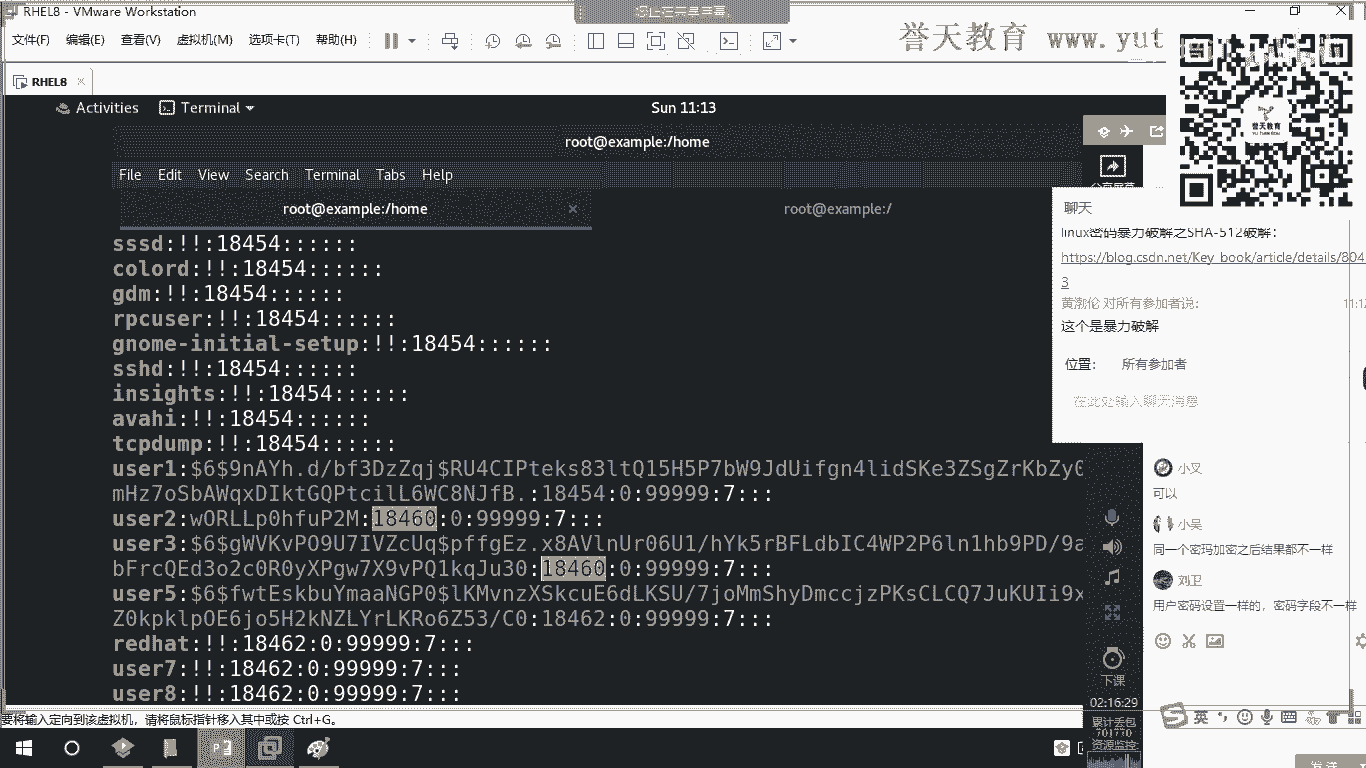 RHEL8 - VMware Workstation
文件(F) 编辑(E) 查看(V) 虚拟机(M) 选项卡(T) 帮助(H)
誉天教育 www. yut
RHEL8
誉天教育
Activities Terminal Sun 11:13
root@example:/home
File Edit View Search Terminal Tabs Help
root@example:/home root@example:/
sssd:!!:18454::::::
colord:!!:18454::::::
gdm:!!:18454::::::
rpcuser:!!:18454::::::
gnome-initial-setup:!!:18454::::::
sshd:!!:18454::::::
insights:!!:18454::::::
avahi:!!:18454::::::
tcpdump:!!:18454::::::
user1:$6$9nAYh.d/bf3DzZqj$RU4CIPteks83ltQ15H5P7bW9JdUifgn4lidSKe3ZSgZrKbZy0
mHz7oSbAWqxDIktGQPtcilL6WC8NJfB.:18454:0:99999:7:::
user2:wORLLp0hfuP2M:18460:0:99999:7:::
user3:$6$gWVKvPO9U7IVZcUq$pffgEz.x8AVlnUr06U1/hYk5rBFLdbIC4WP2P6ln1hb9PD/9a
bFrcQEd3o2c0R0yXPgw7X9vPQ1kqJu30:18460:0:99999:7:::
user5:$6$fwtEskbuYmaaNGP0$lKMvnzXSkcuE6dLKSU/7joMmShyDmccjzPKsCLCQ7JuKUIi9x
Z0kpklpOE6jo5H2kNZLYrLKRo6Z53/C0:18462:0:99999:7:::
redhat:!!:18462:0:99999:7:::
user7:!!:18462:0:99999:7:::
user8:!!:18462:0:99999:7:::
聊天
linux密码暴力破解之SHA-512破解：
https://blog.csdn.net/Key_book/article/details/804
3
黄渤伦 对所有参加者说：
这个是暴力破解
位置： 所有参加者
在此处输入聊天消息
小叉
可以
小吴
同一个密码加密之后结果都不一样
刘卫
用户密码设置一样的，密码字段不一样
下课
02:16:29
累计丢包
701770
资源监控:
英
要将输入定向到该虚拟机，请将鼠标指针移入其中或按 Ctrl+G。